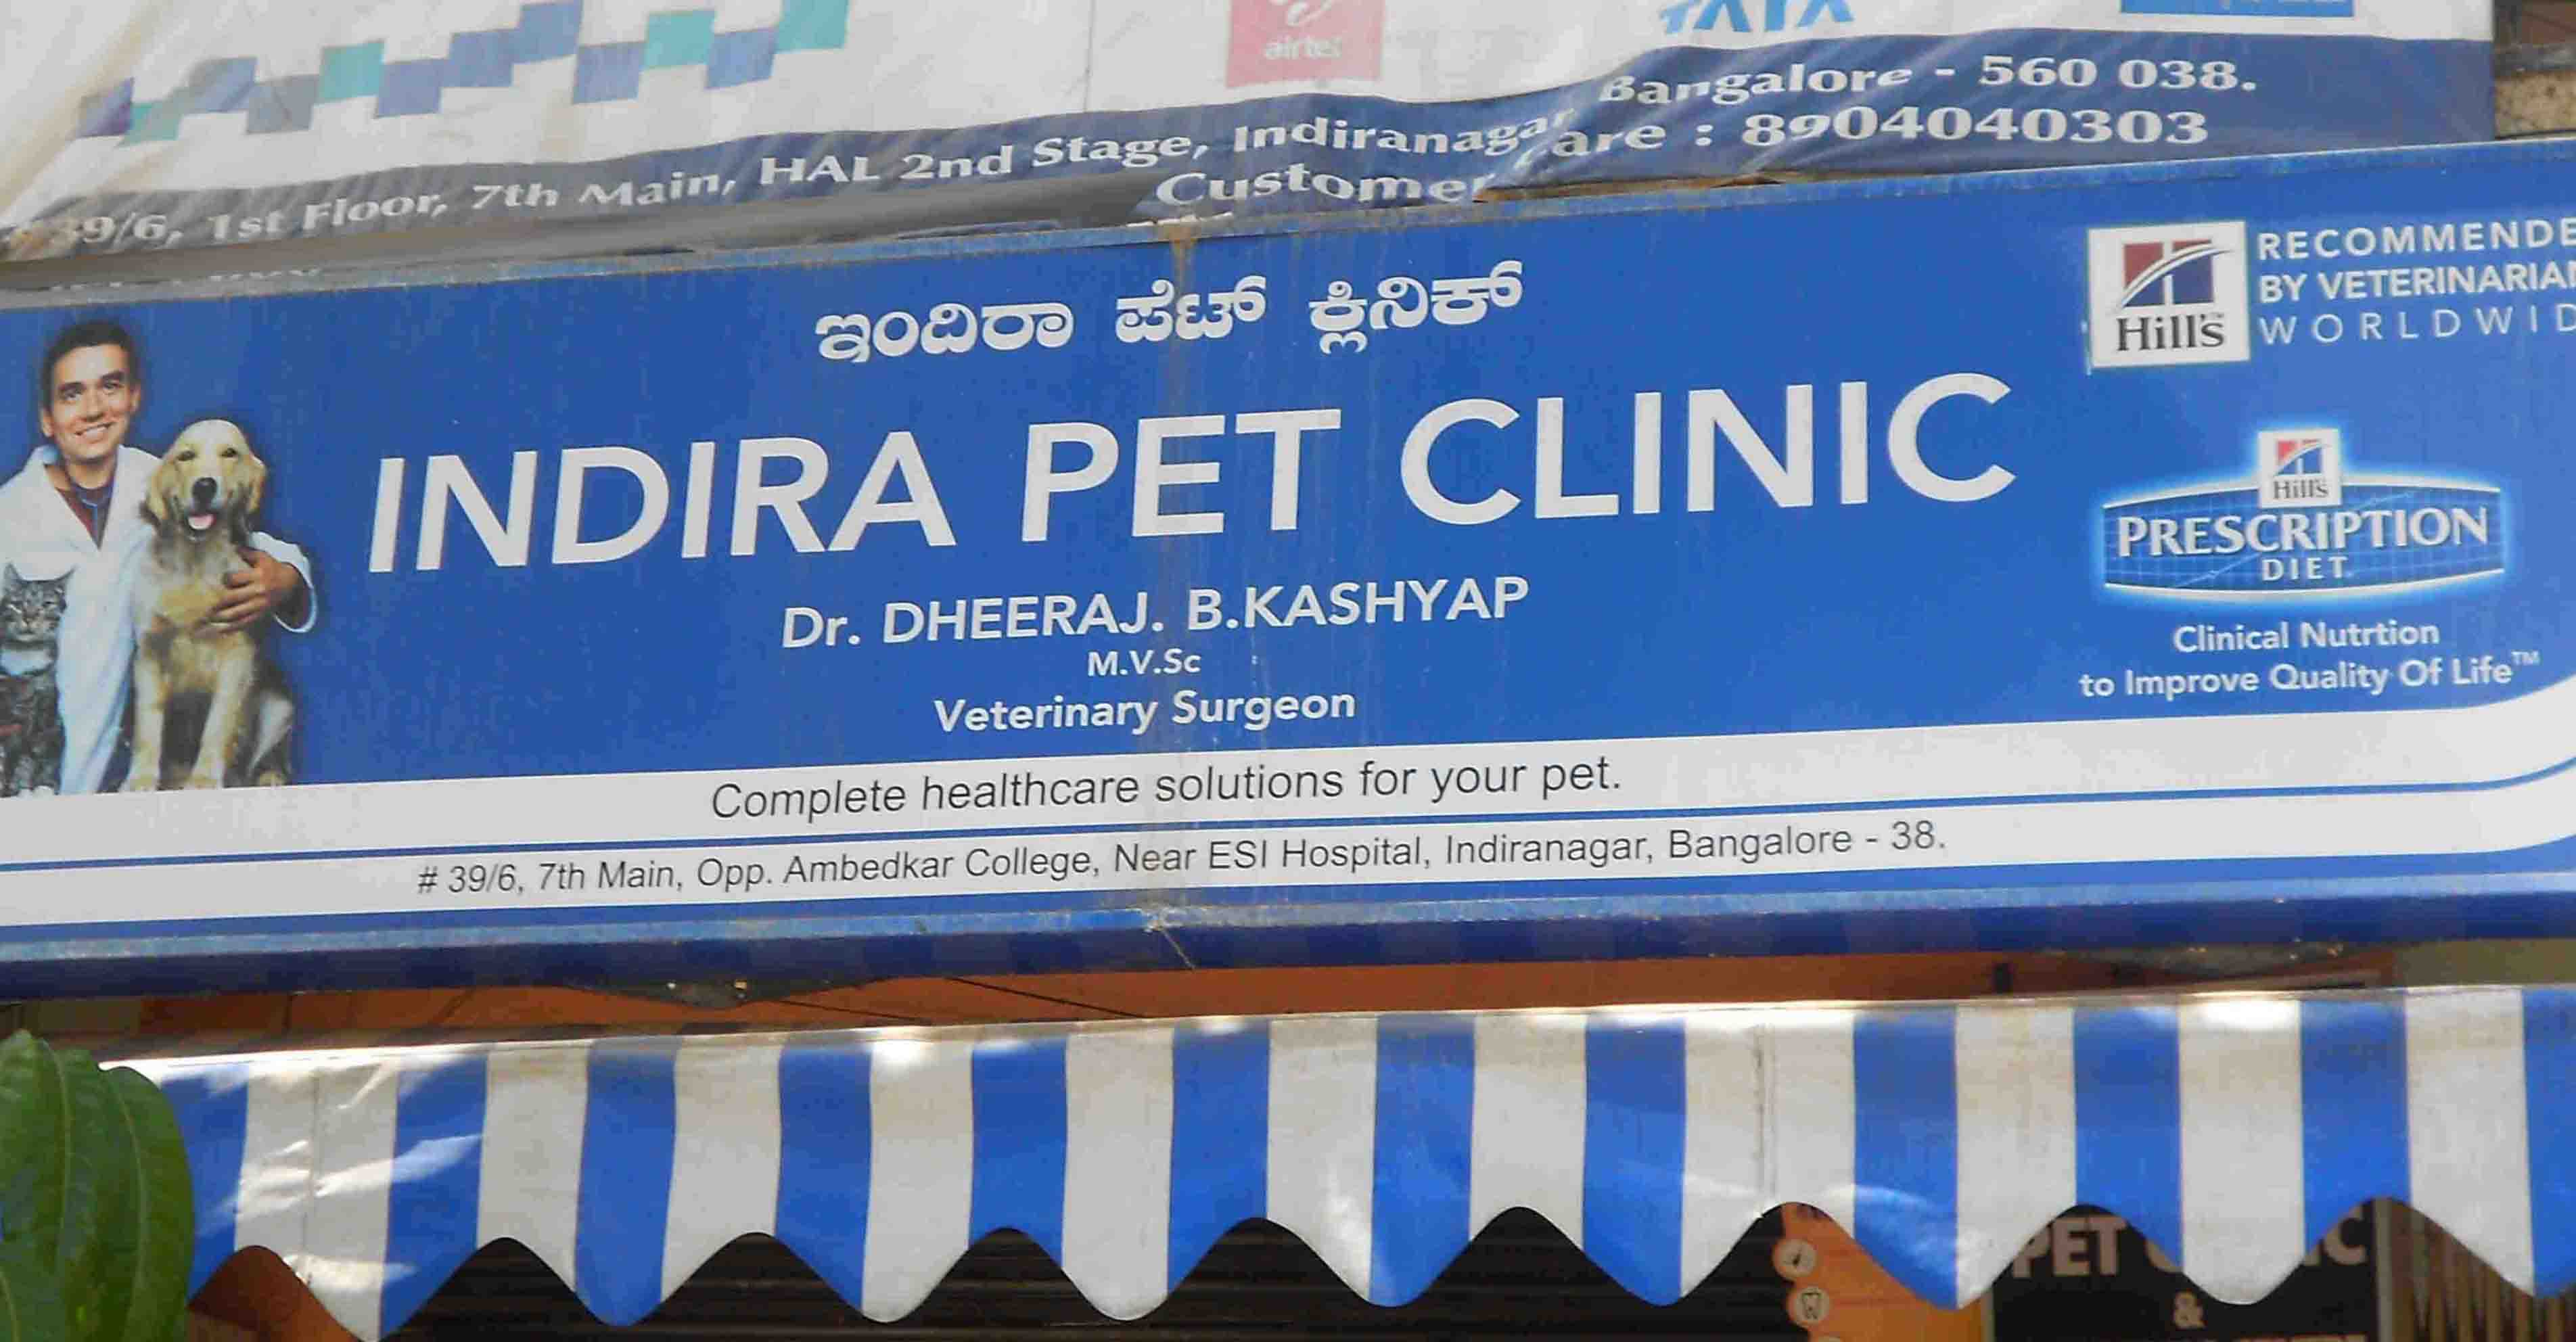 airtel
TATA
39/6, 1st Floor, 7th Main, HAL 2nd Stage, Indiranagar Bangalore - 560 038.
Customer Care : 8904040303
ಇಂದಿರಾ ಪೆಟ್ ಕ್ಲಿನಿಕ್
INDIRA PET CLINIC
Dr. DHEERAJ. B.KASHYAP
M.V.Sc
Veterinary Surgeon
Hill's
RECOMMENDE
BY VETERINARIAN
WORLDWID
Hill's
PRESCRIPTION
DIET
Clinical Nutrtion
to Improve Quality Of Life™
Complete healthcare solutions for your pet.
# 39/6, 7th Main, Opp. Ambedkar College, Near ESI Hospital, Indiranagar, Bangalore - 38.
PET
&